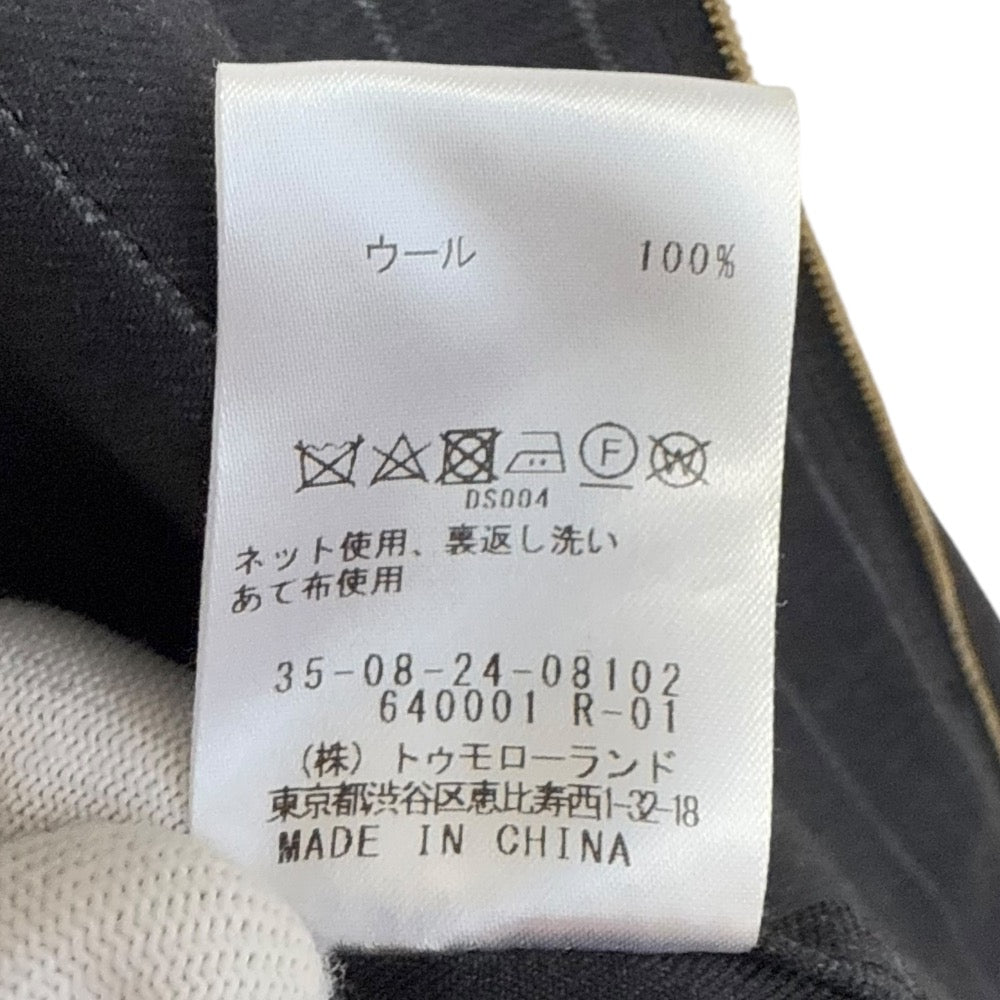 ウール 100%
F W
DS004
ネット使用、裏返し洗い
あて布使用
35-08-24-08102
640001 R-01
(株)トゥモローランド
東京都渋谷区恵比寿西1-32-18
MADE IN CHINA